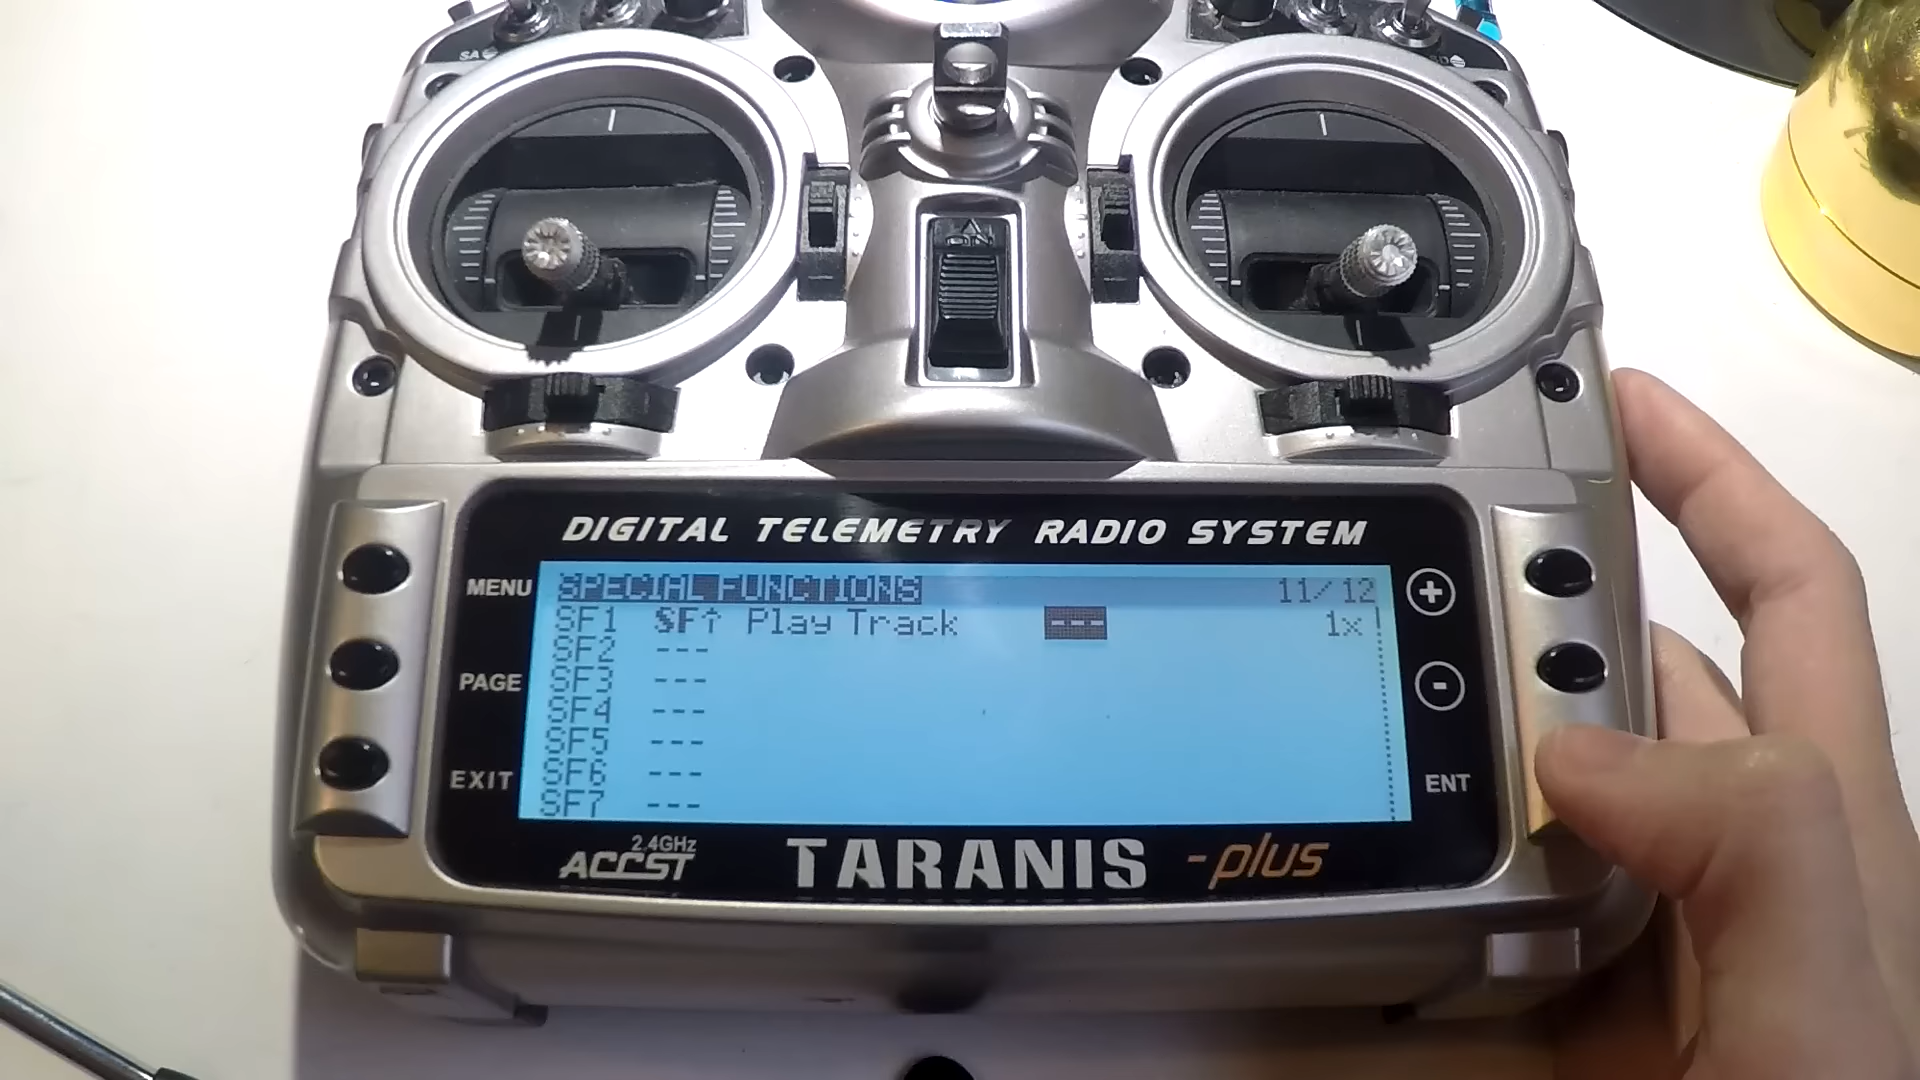 SA
SD
DIGITAL TELEMETRY RADIO SYSTEM
MENU
PAGE
EXIT
SPECIAL FUNCTIONS 11/12
SF1 SF↑ Play Track --- 1x
SF2 ---
SF3 ---
SF4 ---
SF5 ---
SF6 ---
SF7 ---
+
-
ENT
2.4GHz
ACCST
TARANIS -plus